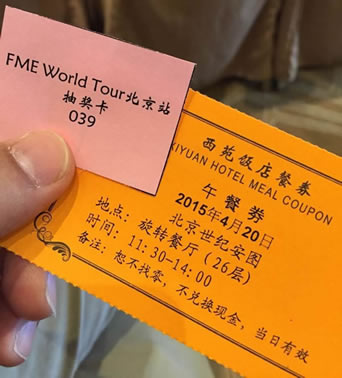 FME World Tour北京站
抽奖卡
039
西苑饭店餐券
XIYUAN HOTEL MEAL COUPON
午餐券
2015年4月20日
北京世纪安图
地点：旋转餐厅（26层）
时间：11:30-14:00
备注：恕不找零，不兑换现金，当日有效